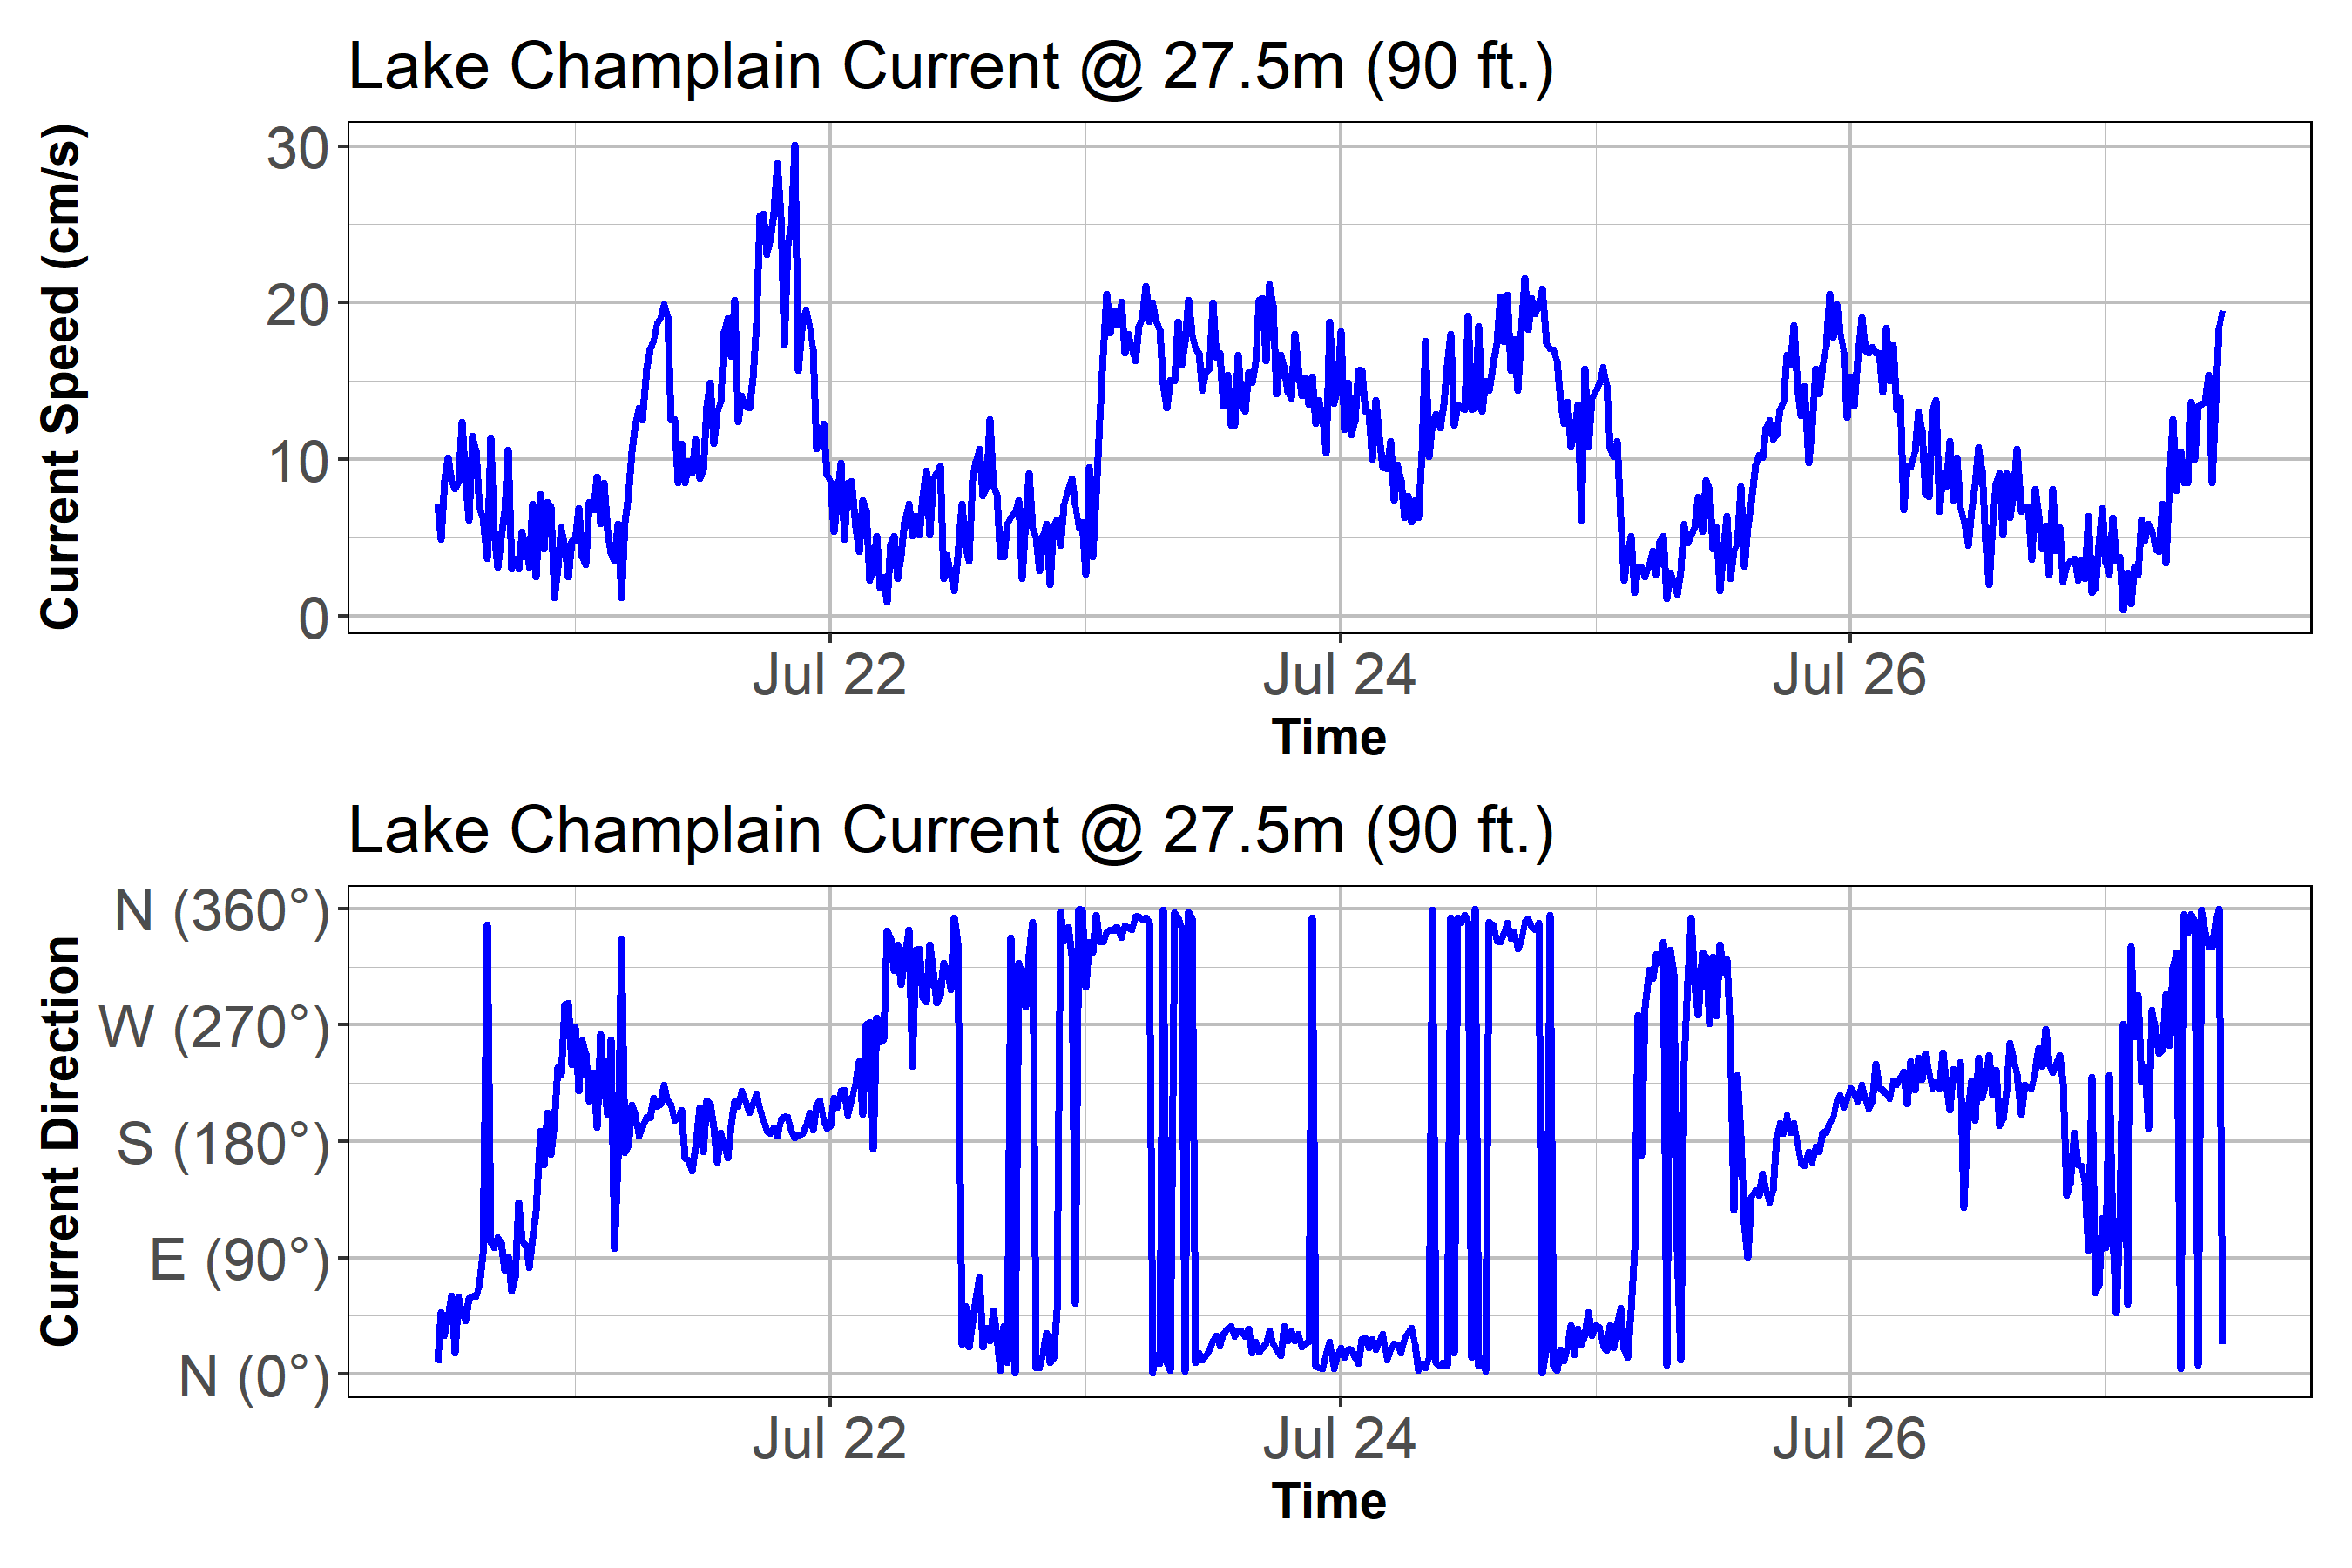 Lake Champlain Current @ 27.5m (90 ft.)
Current Speed (cm/s)
30
20
10
0
Jul 22 Jul 24 Jul 26
Time
Lake Champlain Current @ 27.5m (90 ft.)
Current Direction
N (360°)
W (270°)
S (180°)
E (90°)
N (0°)
Jul 22 Jul 24 Jul 26
Time